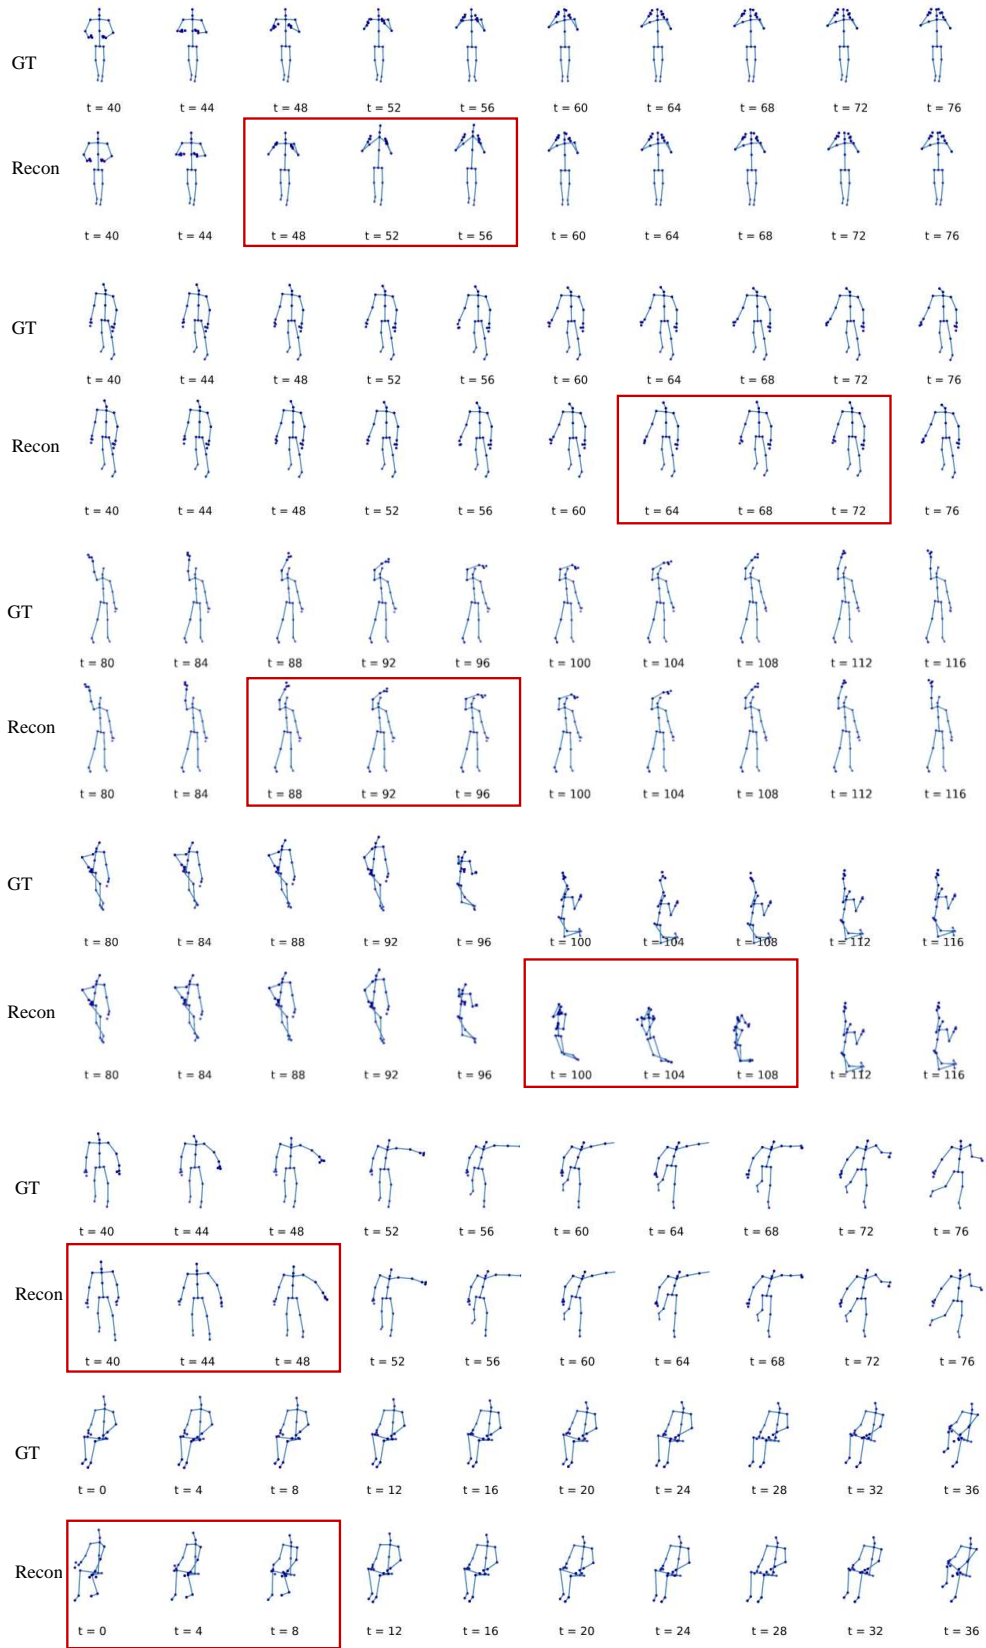 GT
t = 40 t = 44 t = 48 t = 52 t = 56 t = 60 t = 64 t = 68 t = 72 t = 76
Recon
t = 40 t = 44 t = 48 t = 52 t = 56 t = 60 t = 64 t = 68 t = 72 t = 76
GT
t = 40 t = 44 t = 48 t = 52 t = 56 t = 60 t = 64 t = 68 t = 72 t = 76
Recon
t = 40 t = 44 t = 48 t = 52 t = 56 t = 60 t = 64 t = 68 t = 72 t = 76
GT
t = 80 t = 84 t = 88 t = 92 t = 96 t = 100 t = 104 t = 108 t = 112 t = 116
Recon
t = 80 t = 84 t = 88 t = 92 t = 96 t = 100 t = 104 t = 108 t = 112 t = 116
GT
t = 80 t = 84 t = 88 t = 92 t = 96 t = 100 t = 104 t = 108 t = 112 t = 116
Recon
t = 80 t = 84 t = 88 t = 92 t = 96 t = 100 t = 104 t = 108 t = 112 t = 116
GT
t = 40 t = 44 t = 48 t = 52 t = 56 t = 60 t = 64 t = 68 t = 72 t = 76
Recon
t = 40 t = 44 t = 48 t = 52 t = 56 t = 60 t = 64 t = 68 t = 72 t = 76
GT
t = 0 t = 4 t = 8 t = 12 t = 16 t = 20 t = 24 t = 28 t = 32 t = 36
Recon
t = 0 t = 4 t = 8 t = 12 t = 16 t = 20 t = 24 t = 28 t = 32 t = 36